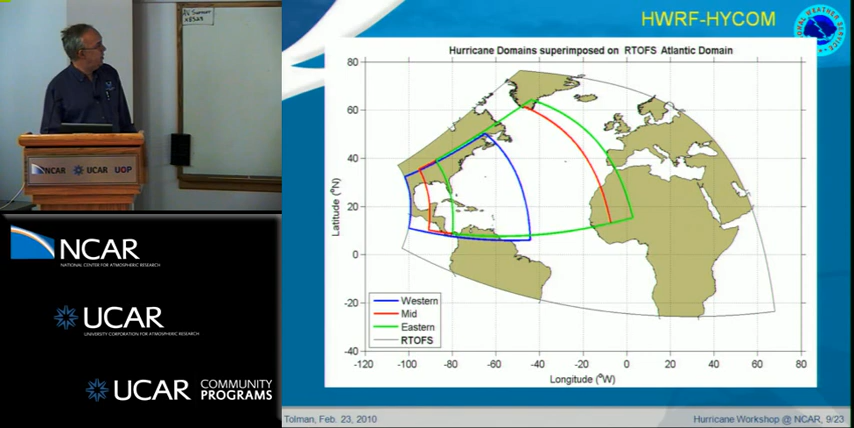 HWRF-HYCOM
NATIONAL WEATHER SERVICE
Hurricane Domains superimposed on RTOFS Atlantic Domain
80
60
40
20
0
-20
-40
Latitude (°N)
Western
Mid
Eastern
RTOFS
-120 -100 -80 -60 -40 -20 0 20 40 60 80
Longitude (°W)
Tolman, Feb. 23, 2010
Hurricane Workshop @ NCAR, 9/23
NCAR UCAR UOP
NCAR
NATIONAL CENTER FOR ATMOSPHERIC RESEARCH
UCAR
UNIVERSITY CORPORATION FOR ATMOSPHERIC RESEARCH
UCAR COMMUNITY
PROGRAMS